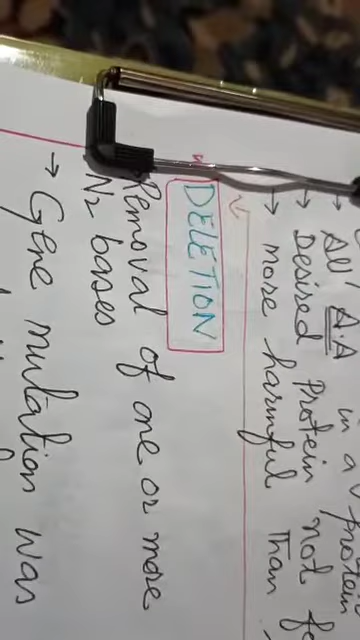 → All A.A in a protein
→ Desired Protein not
→ more harmful Than
DELETION
Removal of one or more
N2 bases
→ Gene mutation was